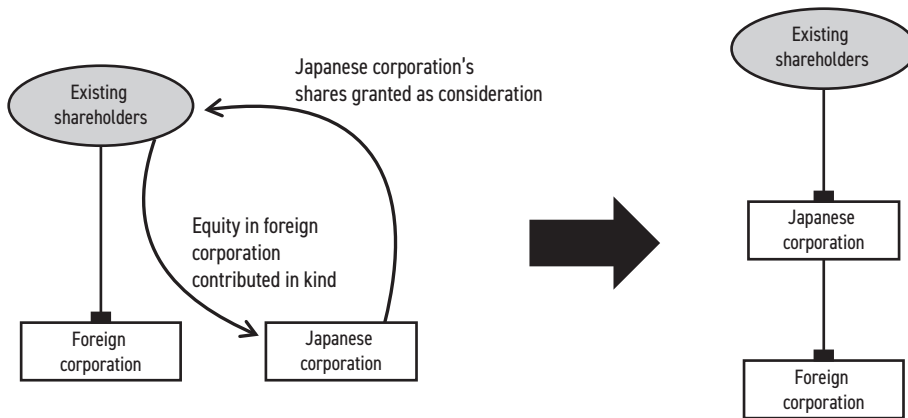 Existing
shareholders
Japanese corporation's
shares granted as consideration
Equity in foreign
corporation
contributed in kind
Foreign
corporation
Japanese
corporation
Existing
shareholders
Japanese
corporation
Foreign
corporation